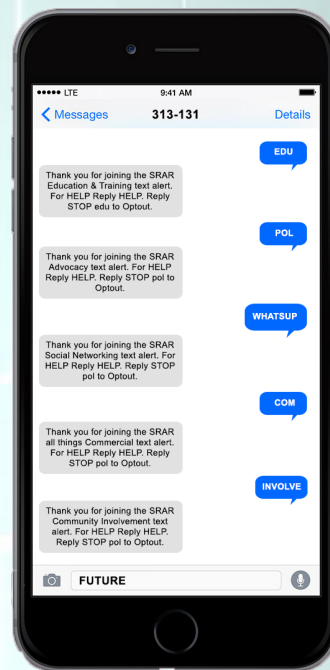 LTE 9:41 AM
Messages 313-131 Details
EDU
Thank you for joining the SRAR
Education & Training text alert.
For HELP Reply HELP. Reply
STOP edu to Optout.
POL
Thank you for joining the SRAR
Advocacy text alert. For HELP
Reply HELP. Reply STOP pol to
Optout.
WHATSUP
Thank you for joining the SRAR
Social Networking text alert. For
HELP Reply HELP. Reply STOP
pol to Optout.
COM
Thank you for joining the SRAR
all things Commercial text alert.
For HELP Reply HELP. Reply
STOP pol to Optout.
INVOLVE
Thank you for joining the SRAR
Community Involvement text
alert. For HELP Reply HELP.
Reply STOP pol to Optout.
FUTURE